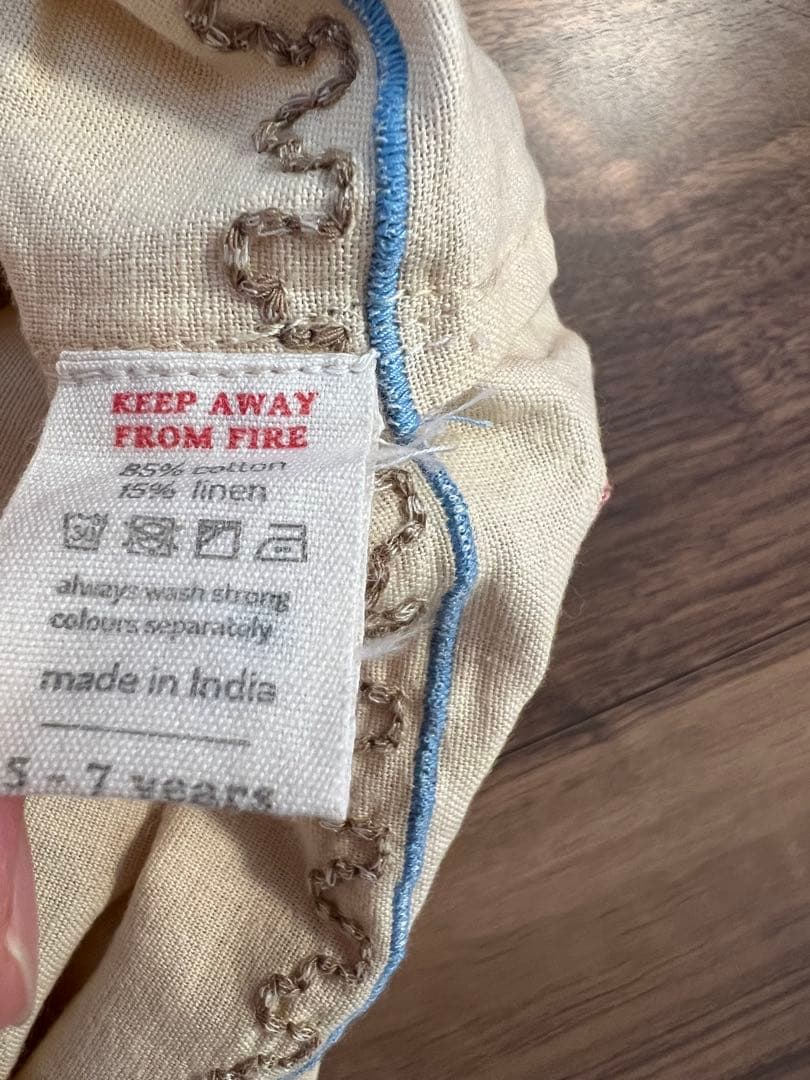 KEEP AWAY
FROM FIRE
85% cotton
15% linen
30
always wash strong
colours separately
made in India
5 - 7 years